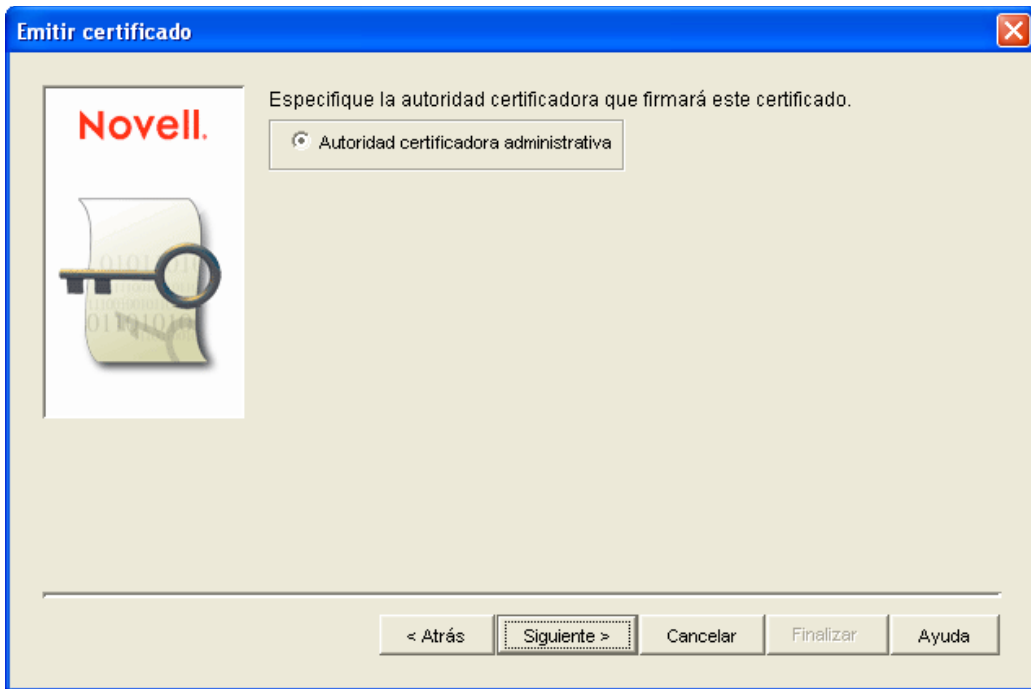 Emitir certificado
Novell.
Especifique la autoridad certificadora que firmará este certificado.
Autoridad certificadora administrativa
< Atrás
Siguiente >
Cancelar
Finalizar
Ayuda